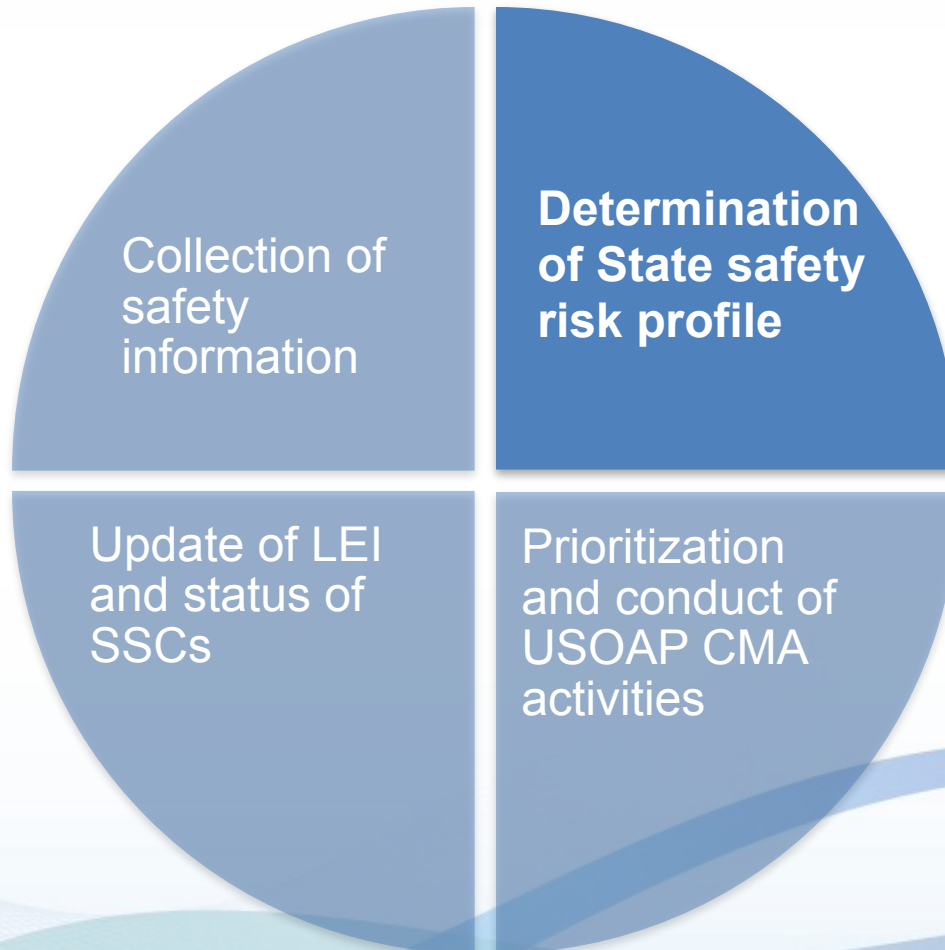 Collection of
safety
information
Determination
of State safety
risk profile
Update of LEI
and status of
SSCs
Prioritization
and conduct of
USOAP CMA
activities